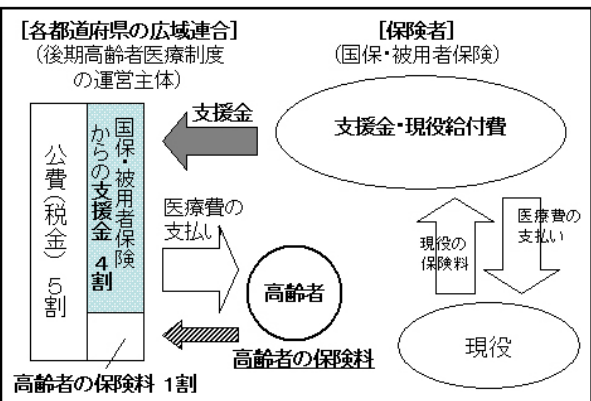 [各都道府県の広域連合]
(後期高齢者医療制度
の運営主体)
[保険者]
(国保・被用者保険)
公費(税金) 5割
国保・被用者保険
からの支援金 4割
支援金
支援金・現役給付費
医療費の
支払い
高齢者
高齢者の保険料
高齢者の保険料 1割
現役の
保険料
医療費の
支払い
現役